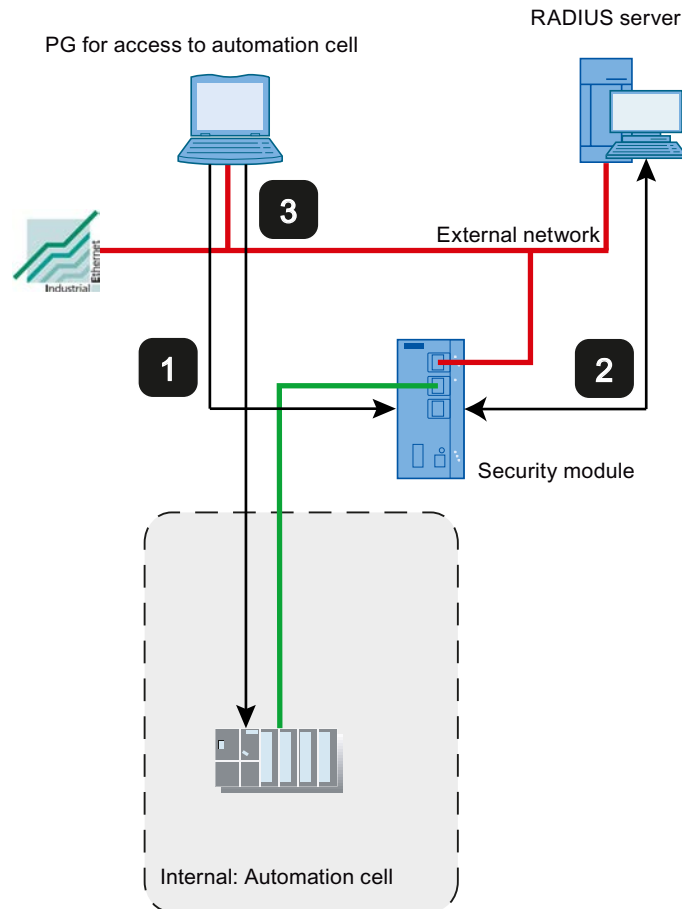 RADIUS server
PG for access to automation cell
3
External network
Industrial Ethernet
1
2
Security module
Internal: Automation cell